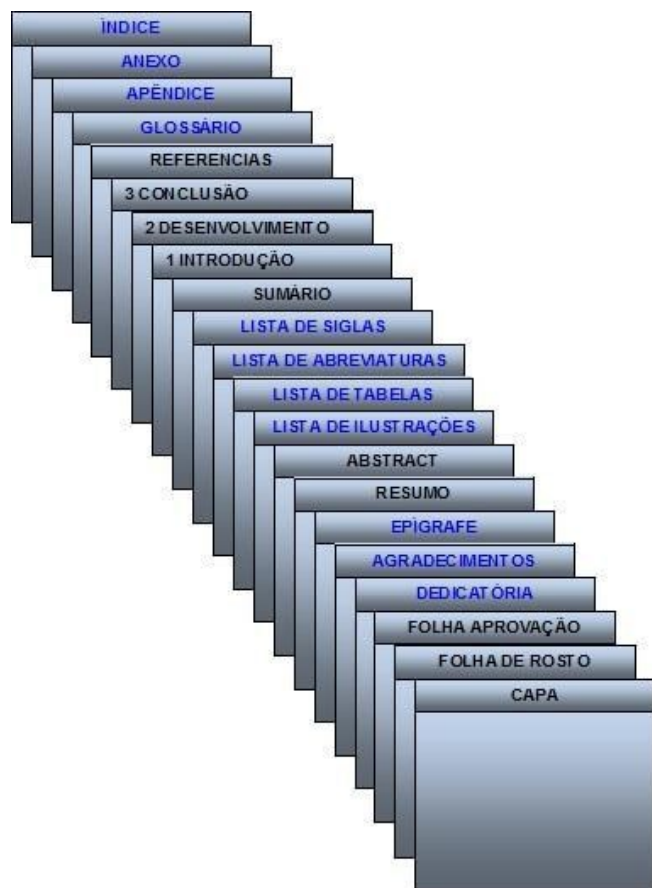 ÍNDICE
ANEXO
APÊNDICE
GLOSSÁRIO
REFERENCIAS
3 CONCLUSÃO
2 DESENVOLVIMENTO
1 INTRODUÇÃO
SUMÁRIO
LISTA DE SIGLAS
LISTA DE ABREVIATURAS
LISTA DE TABELAS
LISTA DE ILUSTRAÇÕES
ABSTRACT
RESUMO
EPÍGRAFE
AGRADECIMENTOS
DEDICATÓRIA
FOLHA APROVAÇÃO
FOLHA DE ROSTO
CAPA